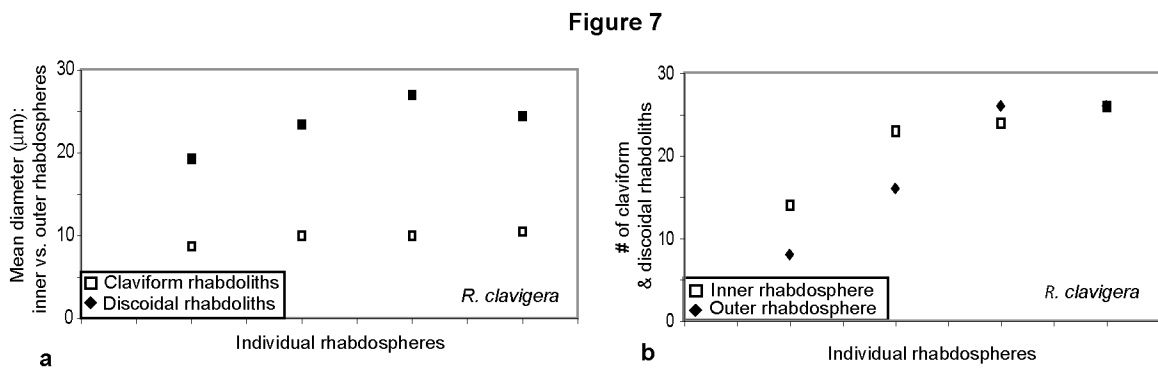 Figure 7
Mean diameter (µm):
inner vs. outer rhabdospheres
30
20
10
0
Claviform rhabdoliths
Discoidal rhabdoliths
R. clavigera
Individual rhabdospheres
a
# of claviform
& discoidal rhabdoliths
30
20
10
0
Inner rhabdosphere
Outer rhabdosphere
R. clavigera
Individual rhabdospheres
b